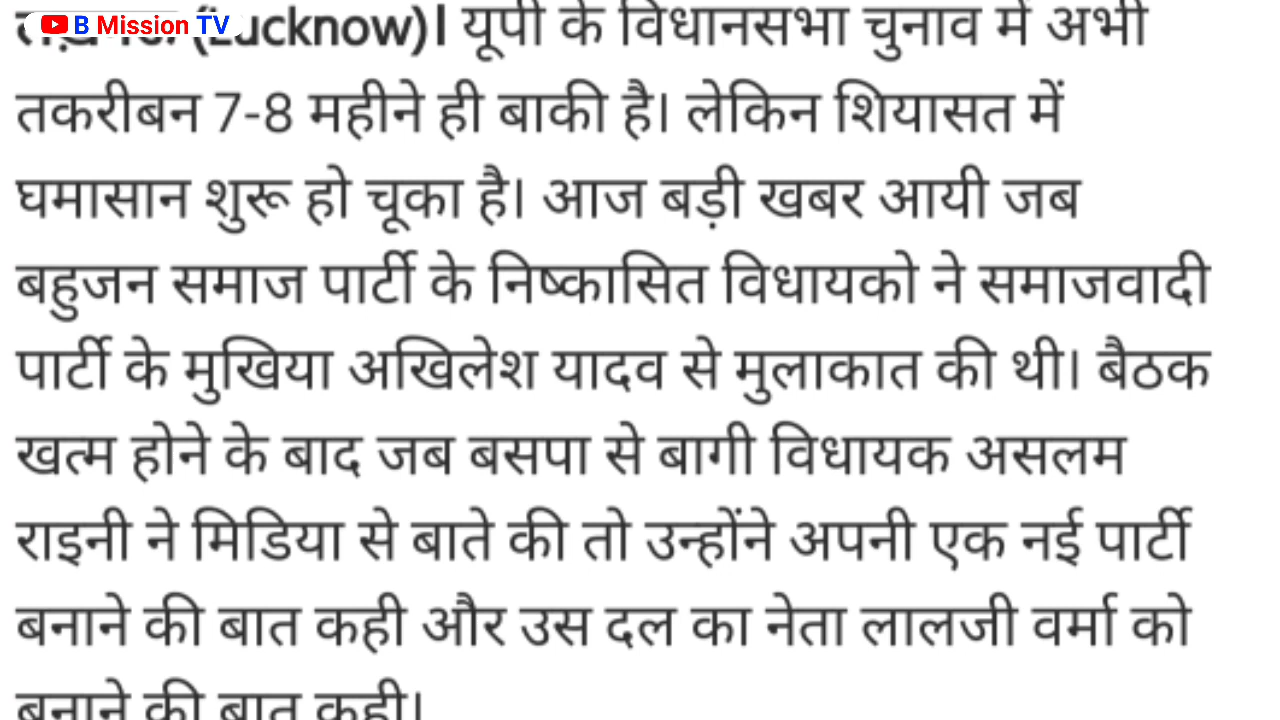 B Mission TV
(Lucknow)। यूपी के विधानसभा चुनाव में अभी
तकरीबन 7-8 महीने ही बाकी है। लेकिन शियासत में
घमासान शुरू हो चूका है। आज बड़ी खबर आयी जब
बहुजन समाज पार्टी के निष्कासित विधायको ने समाजवादी
पार्टी के मुखिया अखिलेश यादव से मुलाकात की थी। बैठक
खत्म होने के बाद जब बसपा से बागी विधायक असलम
राइनी ने मिडिया से बाते की तो उन्होंने अपनी एक नई पार्टी
बनाने की बात कही और उस दल का नेता लालजी वर्मा को
बनाने की बात कही।